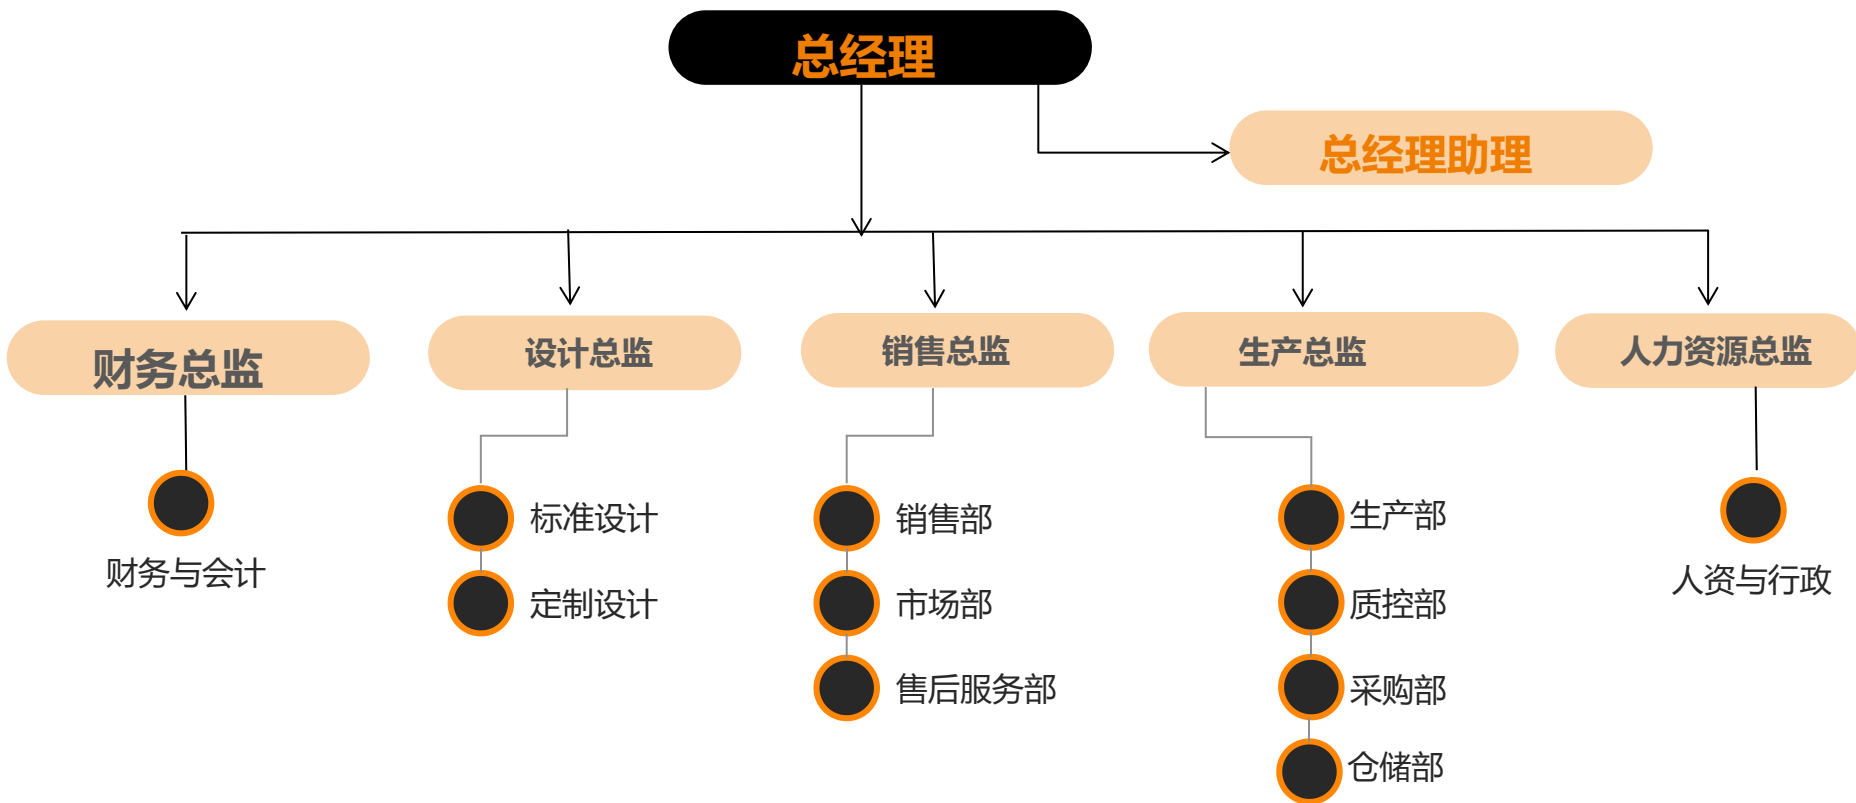 总经理
总经理助理
财务总监
设计总监
销售总监
生产总监
人力资源总监
财务与会计
标准设计
定制设计
销售部
市场部
售后服务部
生产部
质控部
采购部
仓储部
人资与行政